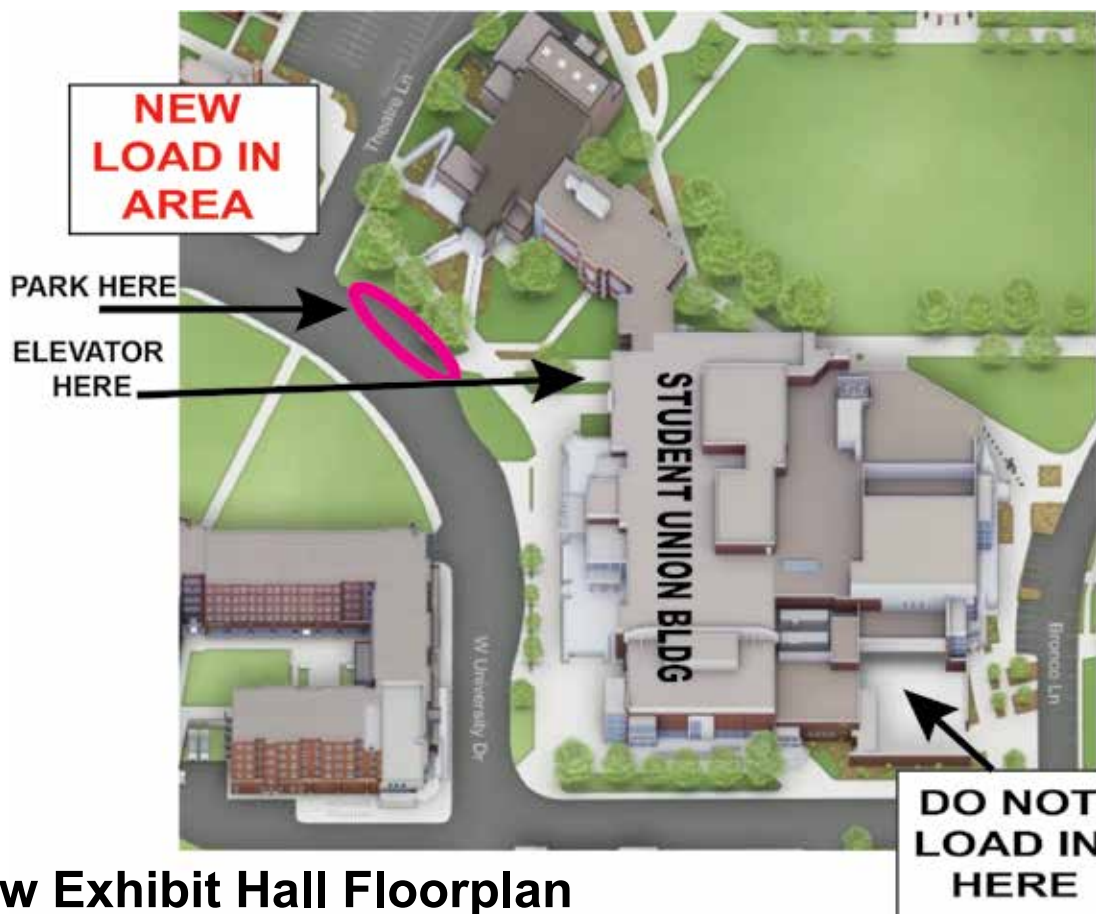 NEW
LOAD IN
AREA
Theatre Ln
PARK HERE
ELEVATOR
HERE
STUDENT UNION BLDG
W University Dr
Bronco Ln
DO NOT
LOAD IN
HERE
w Exhibit Hall Floorplan